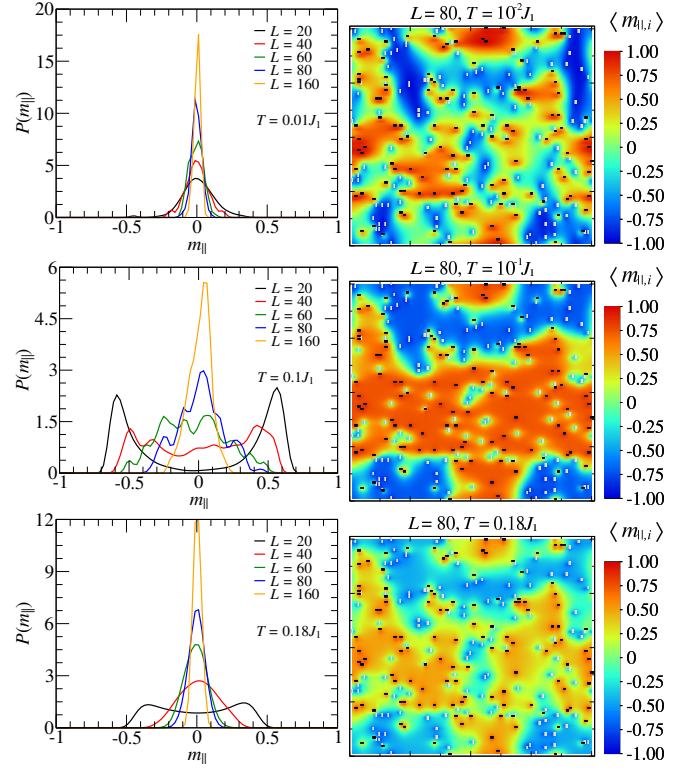 L = 80, T = 10⁻²J₁
⟨ m∥,i ⟩
20
15
10
5
0
P(m∥)
L = 20
L = 40
L = 60
L = 80
L = 160
T = 0.01J₁
-1 -0.5 0 0.5 1
m∥
1.00
0.75
0.50
0.25
0.00
-0.25
-0.50
-0.75
-1.00
L = 80, T = 10⁻¹J₁
⟨ m∥,i ⟩
6
4.5
3
1.5
0
P(m∥)
L = 20
L = 40
L = 60
L = 80
L = 160
T = 0.1J₁
-1 -0.5 0 0.5 1
m∥
1.00
0.75
0.50
0.25
0.00
-0.25
-0.50
-0.75
-1.00
L = 80, T = 0.18J₁
⟨ m∥,i ⟩
12
9
6
3
0
P(m∥)
L = 20
L = 40
L = 60
L = 80
L = 160
T = 0.18J₁
-1 -0.5 0 0.5 1
m∥
1.00
0.75
0.50
0.25
0.00
-0.25
-0.50
-0.75
-1.00